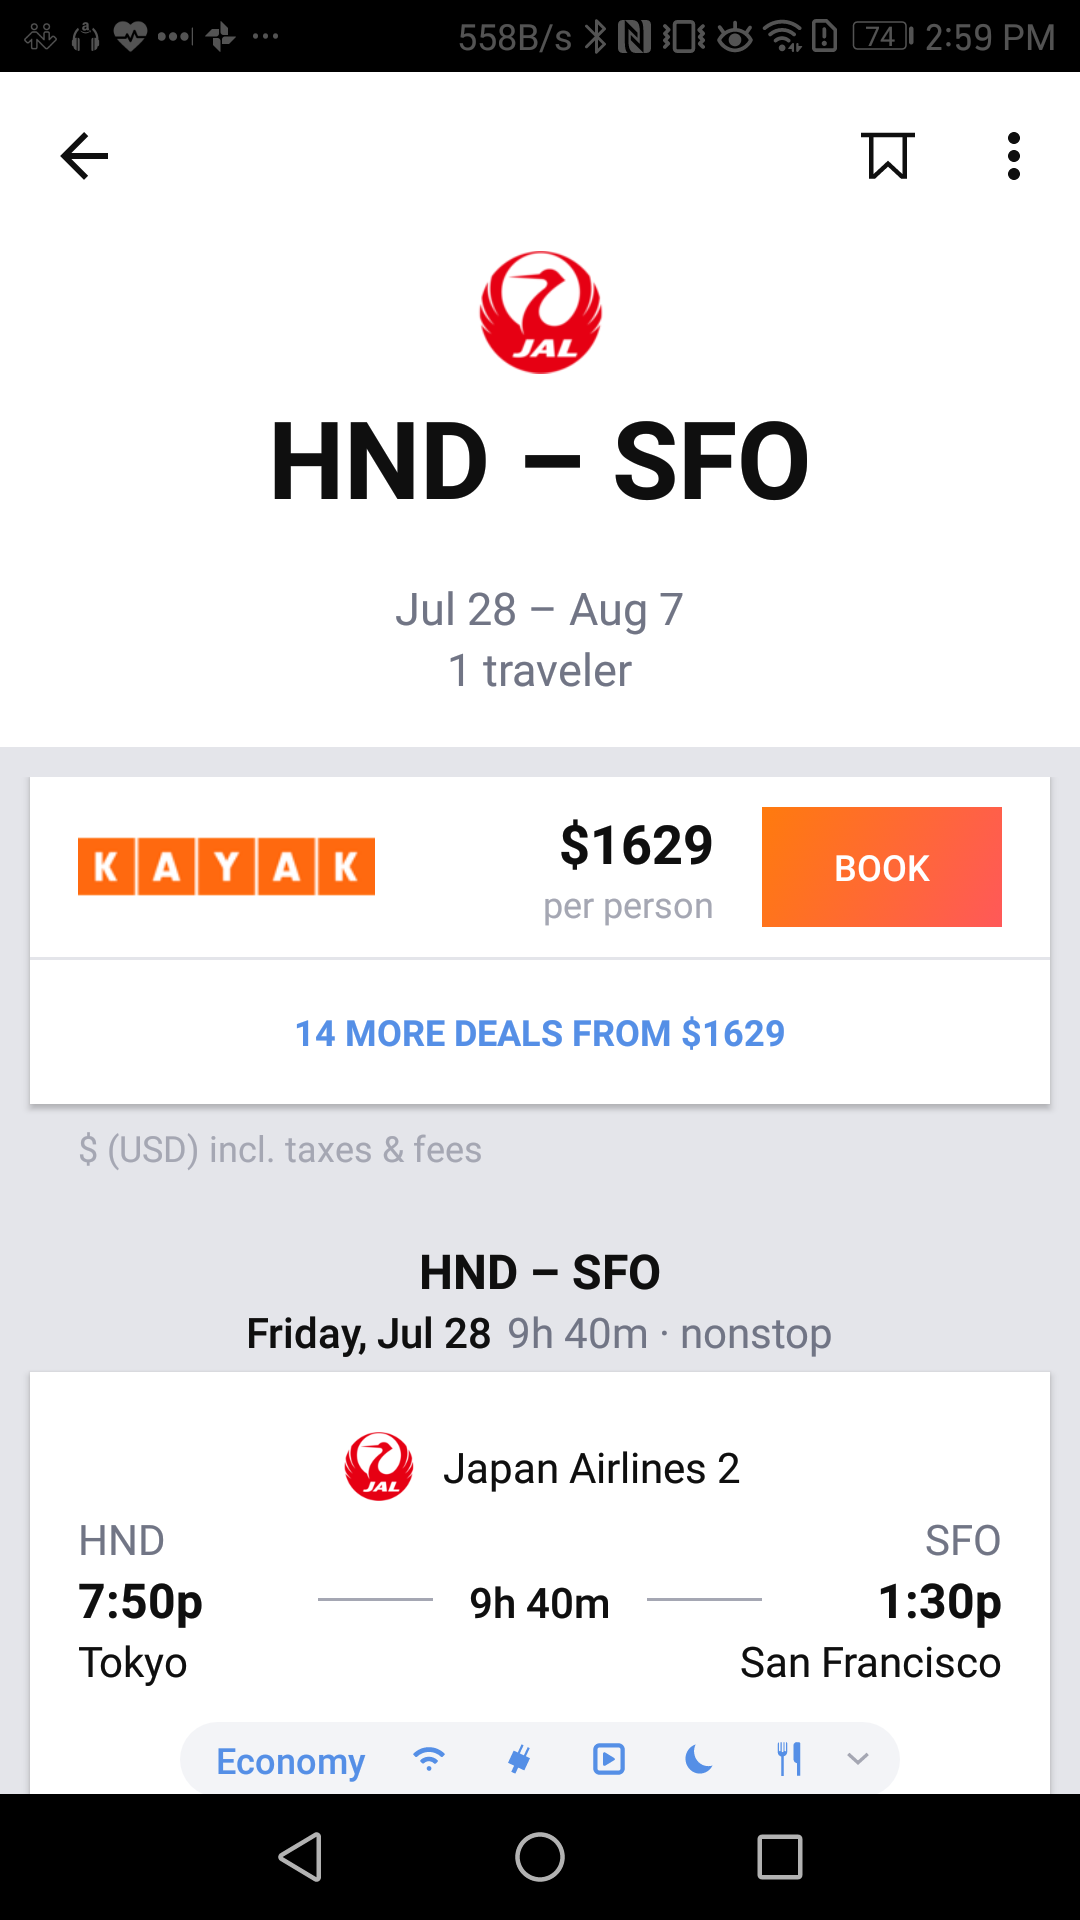 558B/s 74 2:59 PM
JAL
HND – SFO
Jul 28 – Aug 7
1 traveler
KAYAK $1629 BOOK
per person
14 MORE DEALS FROM $1629
$ (USD) incl. taxes & fees
HND – SFO
Friday, Jul 28 9h 40m · nonstop
JAL Japan Airlines 2
HND SFO
7:50p 9h 40m 1:30p
Tokyo San Francisco
Economy